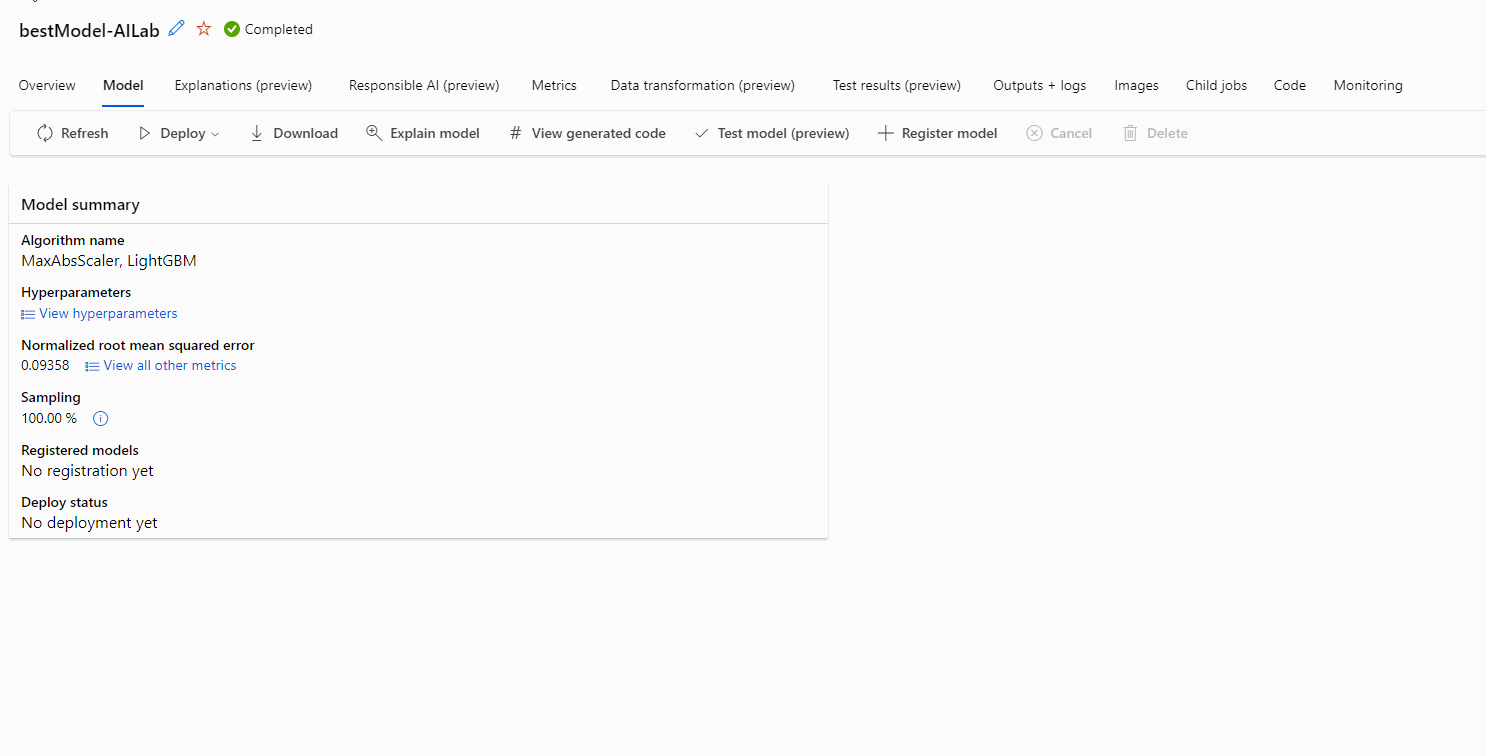 bestModel-AILab Completed
Overview Model Explanations (preview) Responsible AI (preview) Metrics Data transformation (preview) Test results (preview) Outputs + logs Images Child jobs Code Monitoring
Refresh Deploy Download Explain model # View generated code Test model (preview) Register model Cancel Delete
Model summary
Algorithm name
MaxAbsScaler, LightGBM
Hyperparameters
View hyperparameters
Normalized root mean squared error
0.09358 View all other metrics
Sampling
100.00 %
Registered models
No registration yet
Deploy status
No deployment yet